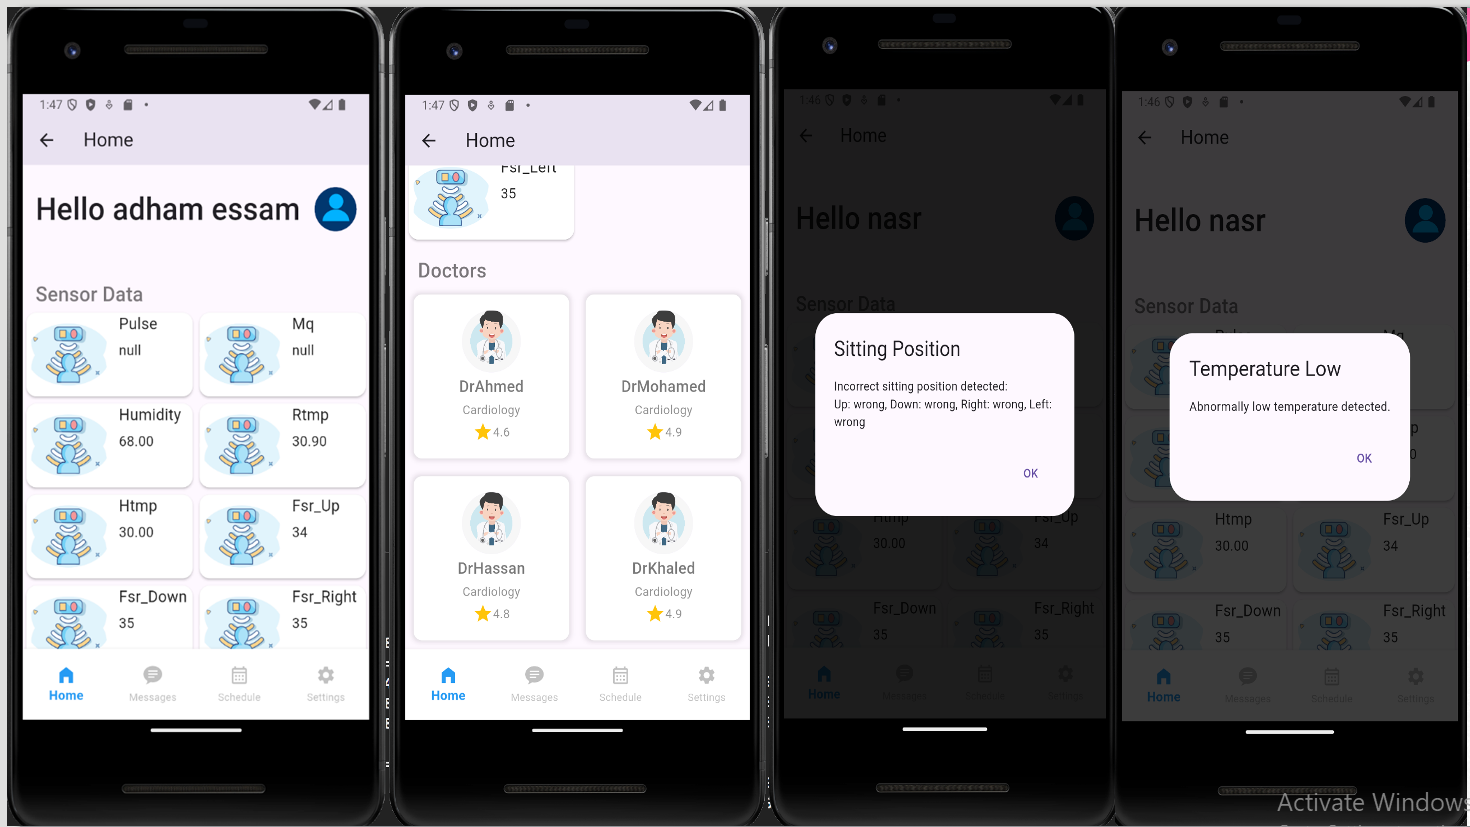 1:47
Home
Hello adham essam
Sensor Data
Pulse
null
Mq
null
Humidity
68.00
Rtmp
30.90
Htmp
30.00
Fsr_Up
34
Fsr_Down
35
Fsr_Right
35
Home
Messages
Schedule
Settings
1:47
Home
Fsr_Left
35
Doctors
DrAhmed
Cardiology
4.6
DrMohamed
Cardiology
4.9
DrHassan
Cardiology
4.8
DrKhaled
Cardiology
4.9
Home
Messages
Schedule
Settings
1:46
Home
Hello nasr
Sensor Data
Sitting Position
Incorrect sitting position detected:
Up: wrong, Down: wrong, Right: wrong, Left:
wrong
OK
Htmp
30.00
Fsr_Up
34
Fsr_Down
35
Fsr_Right
35
Home
Messages
Schedule
Settings
1:46
Home
Hello nasr
Sensor Data
Temperature Low
Abnormally low temperature detected.
OK
Htmp
30.00
Fsr_Up
34
Fsr_Down
35
Fsr_Right
35
Home
Messages
Schedule
Settings
Activate Windows